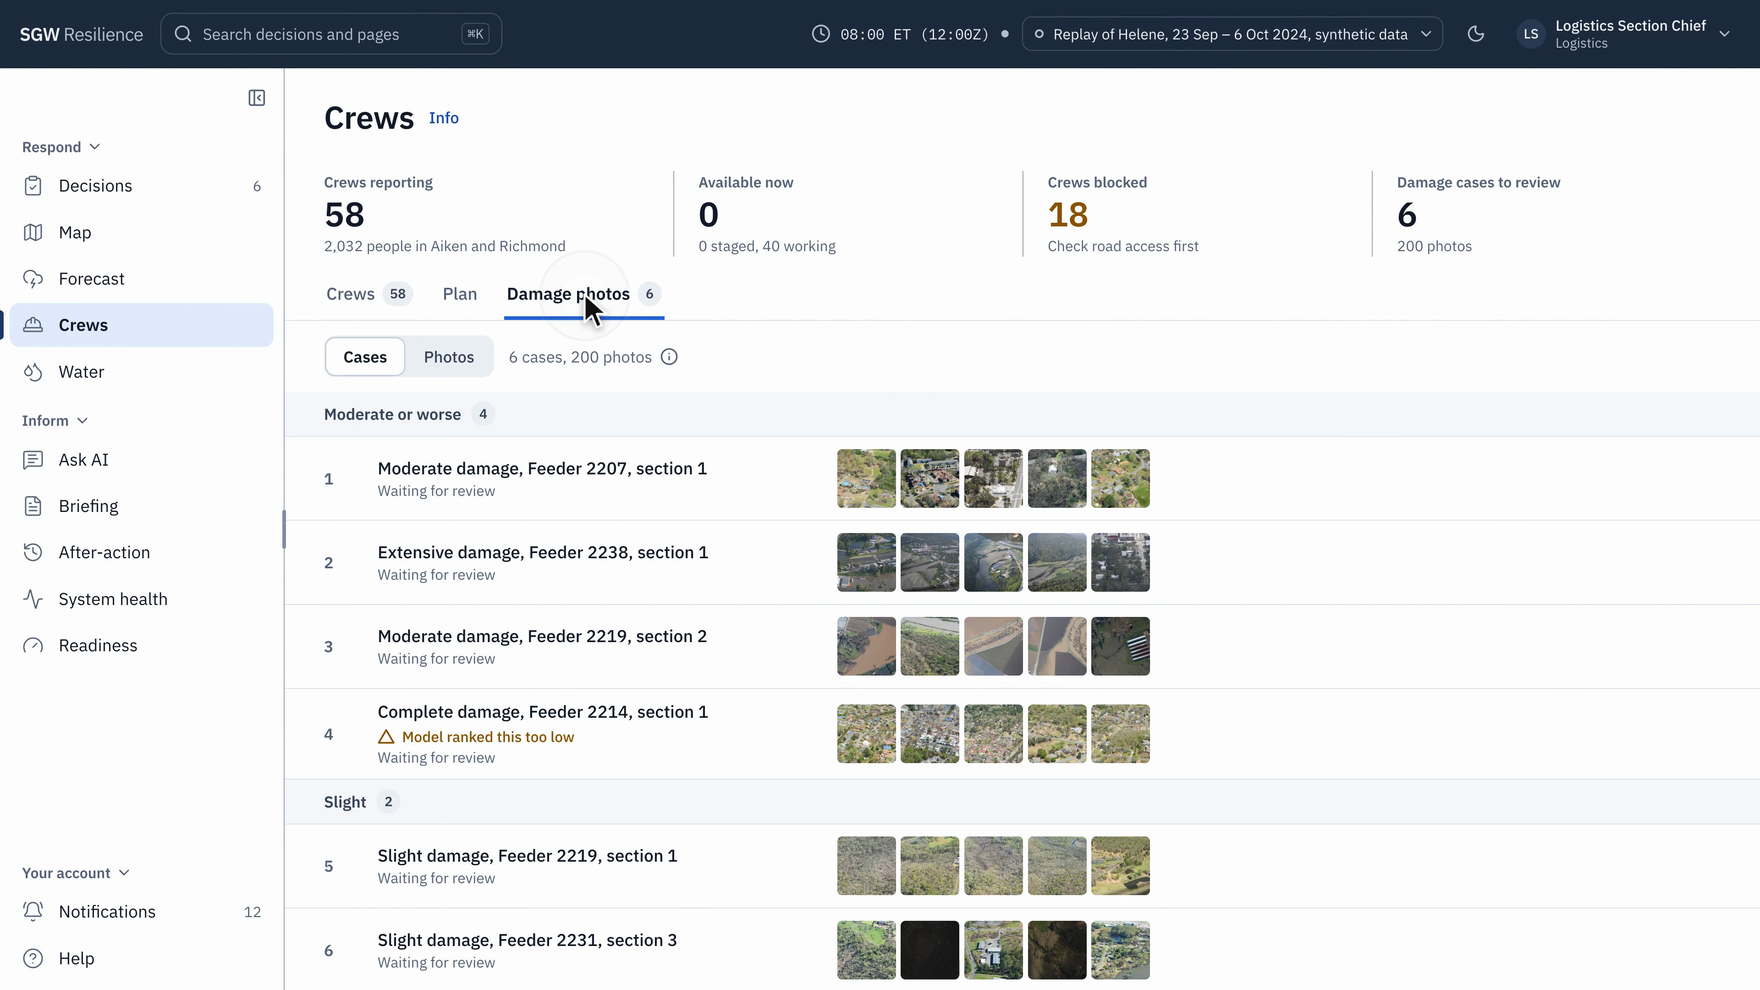 SGW Resilience
Search decisions and pages
⌘K
08:00 ET (12:00Z)
Replay of Helene, 23 Sep – 6 Oct 2024, synthetic data
LS
Logistics Section Chief
Logistics
Respond
Decisions 6
Map
Forecast
Crews
Water
Inform
Ask AI
Briefing
After-action
System health
Readiness
Your account
Notifications 12
Help
Crews Info
Crews reporting
58
2,032 people in Aiken and Richmond
Available now
0
0 staged, 40 working
Crews blocked
18
Check road access first
Damage cases to review
6
200 photos
Crews 58 Plan Damage photos 6
Cases Photos 6 cases, 200 photos
Moderate or worse 4
1 Moderate damage, Feeder 2207, section 1
Waiting for review
2 Extensive damage, Feeder 2238, section 1
Waiting for review
3 Moderate damage, Feeder 2219, section 2
Waiting for review
4 Complete damage, Feeder 2214, section 1
Model ranked this too low
Waiting for review
Slight 2
5 Slight damage, Feeder 2219, section 1
Waiting for review
6 Slight damage, Feeder 2231, section 3
Waiting for review